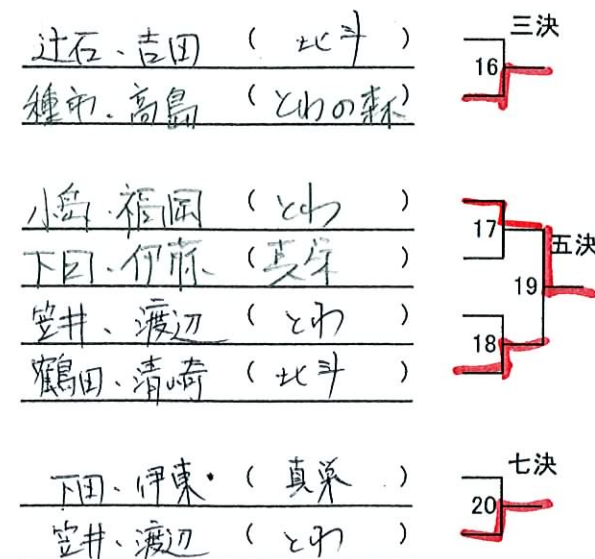 三決
辻石・吉田 (北斗)
16
種市・高島 (とわの森)
小島・福岡 (とわ)
17
五決
下田・伊東 (真栄)
19
笠井・渡辺 (とわ)
18
鶴田・清崎 (北斗)
七決
下田・伊東 (真栄)
20
笠井・渡辺 (とわ)